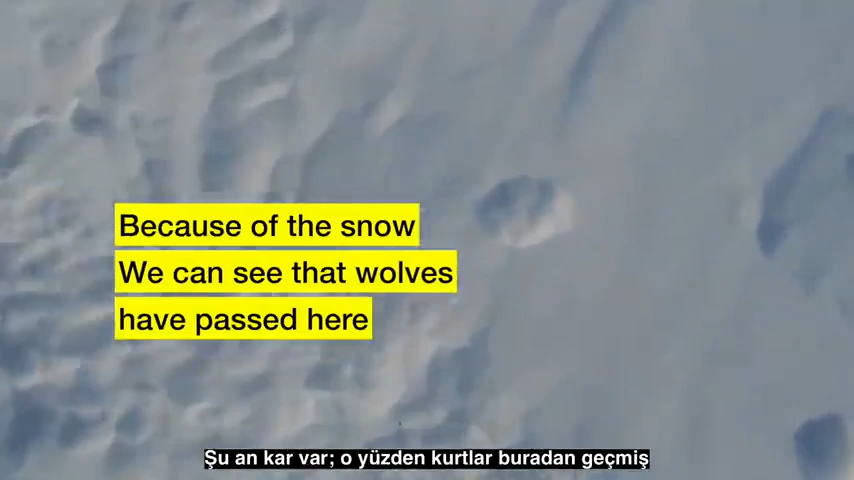 Because of the snow
We can see that wolves
have passed here
Şu an kar var; o yüzden kurtlar buradan geçmiş